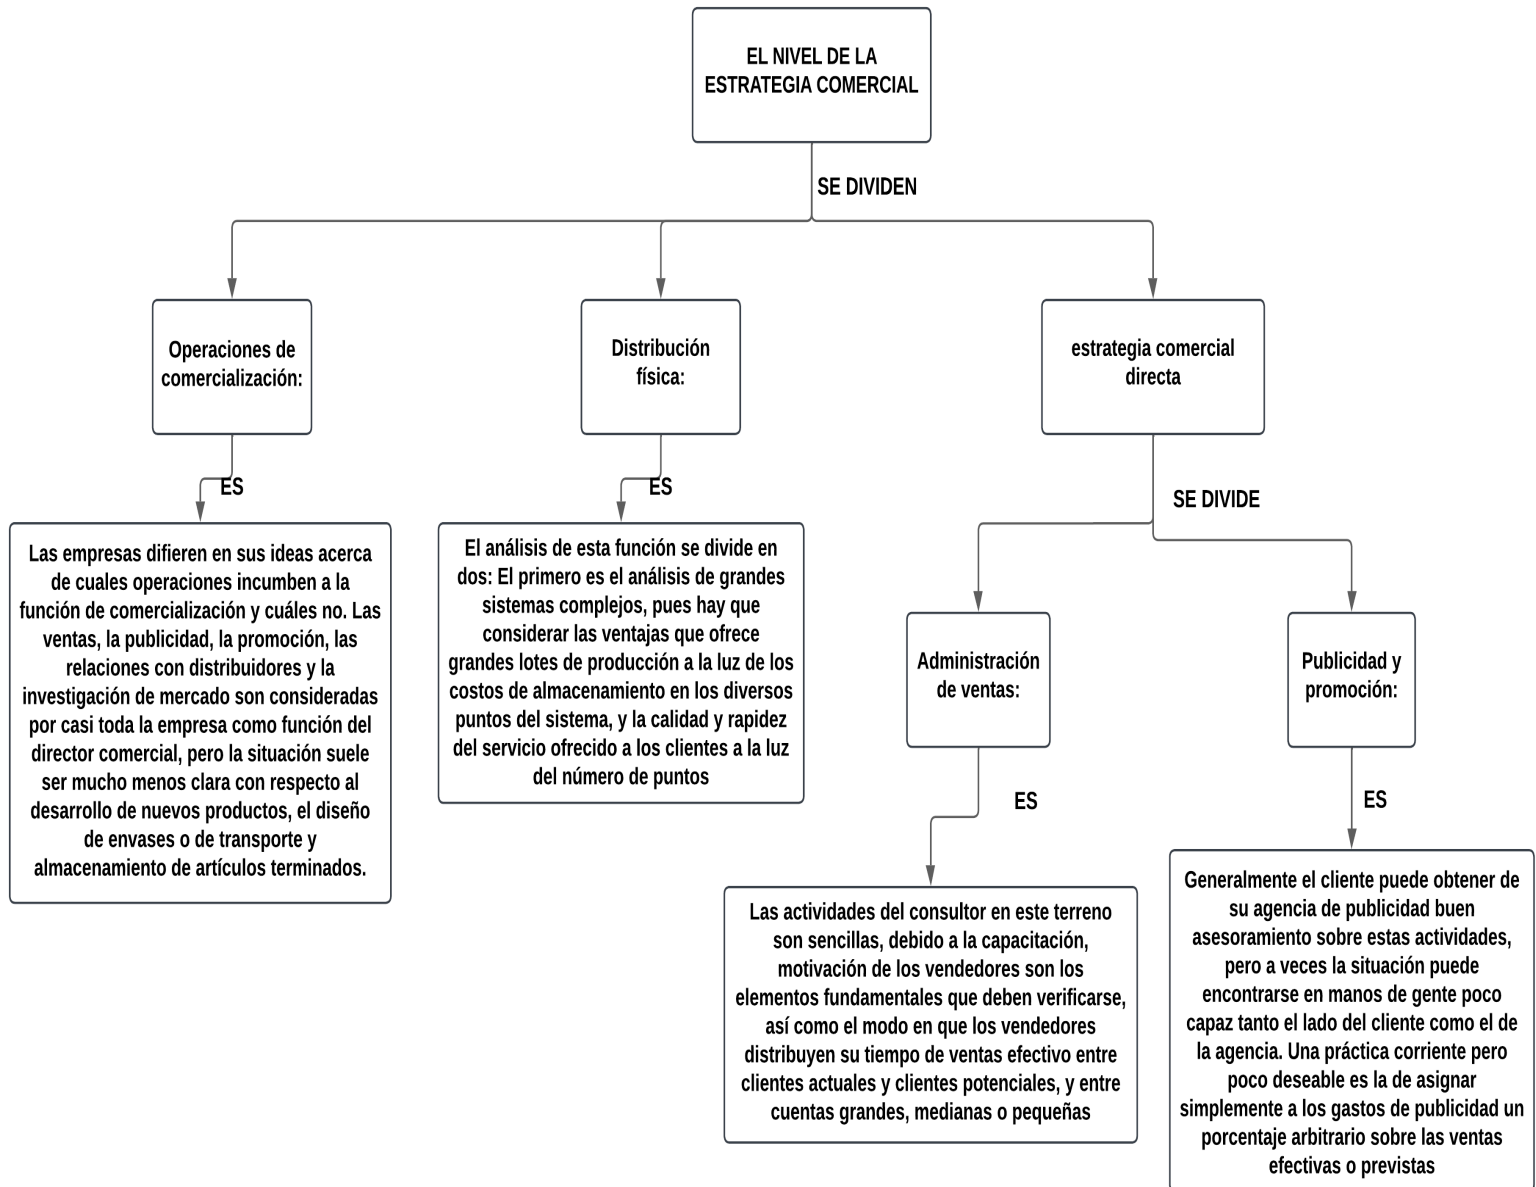 EL NIVEL DE LA
ESTRATEGIA COMERCIAL
SE DIVIDEN
Operaciones de
comercialización:
Distribución
física:
estrategia comercial
directa
ES
ES
SE DIVIDE
Las empresas difieren en sus ideas acerca
de cuales operaciones incumben a la
función de comercialización y cuáles no. Las
ventas, la publicidad, la promoción, las
relaciones con distribuidores y la
investigación de mercado son consideradas
por casi toda la empresa como función del
director comercial, pero la situación suele
ser mucho menos clara con respecto al
desarrollo de nuevos productos, el diseño
de envases o de transporte y
almacenamiento de artículos terminados.
El análisis de esta función se divide en
dos: El primero es el análisis de grandes
sistemas complejos, pues hay que
considerar las ventajas que ofrece
grandes lotes de producción a la luz de los
costos de almacenamiento en los diversos
puntos del sistema, y la calidad y rapidez
del servicio ofrecido a los clientes a la luz
del número de puntos
Administración
de ventas:
Publicidad y
promoción:
ES
ES
Las actividades del consultor en este terreno
son sencillas, debido a la capacitación,
motivación de los vendedores son los
elementos fundamentales que deben verificarse,
así como el modo en que los vendedores
distribuyen su tiempo de ventas efectivo entre
clientes actuales y clientes potenciales, y entre
cuentas grandes, medianas o pequeñas
Generalmente el cliente puede obtener de
su agencia de publicidad buen
asesoramiento sobre estas actividades,
pero a veces la situación puede
encontrarse en manos de gente poco
capaz tanto el lado del cliente como el de
la agencia. Una práctica corriente pero
poco deseable es la de asignar
simplemente a los gastos de publicidad un
porcentaje arbitrario sobre las ventas
efectivas o previstas